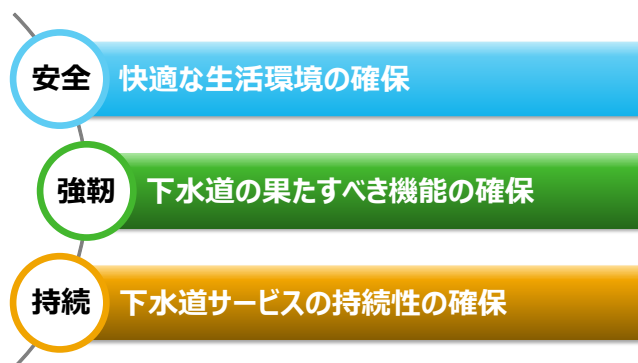 安全 快適な生活環境の確保
強靭 下水道の果たすべき機能の確保
持続 下水道サービスの持続性の確保